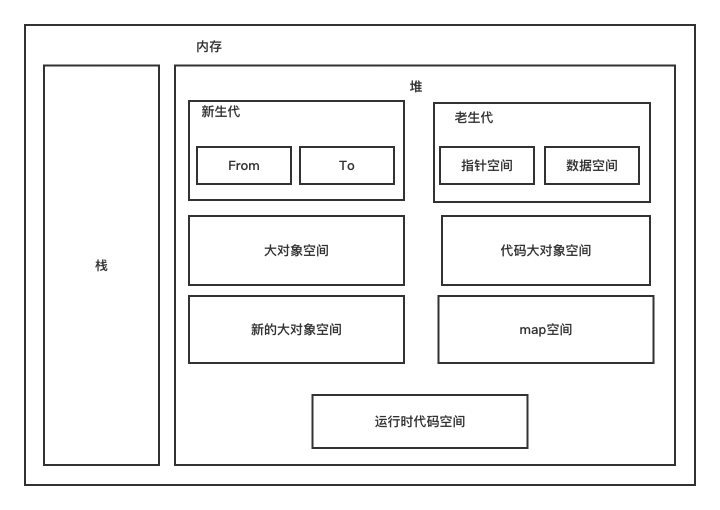 内存
栈
堆
新生代
From
To
老生代
指针空间
数据空间
大对象空间
代码大对象空间
新的大对象空间
map空间
运行时代码空间